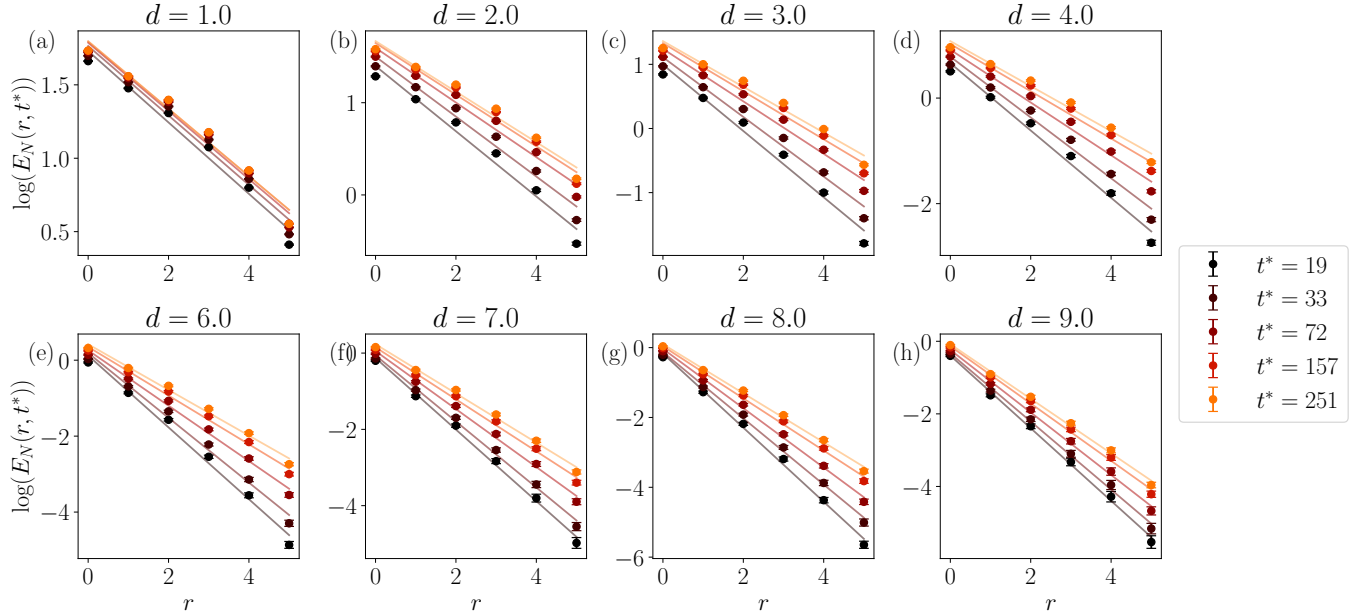 d = 1.0
d = 2.0
d = 3.0
d = 4.0
(a)
(b)
(c)
(d)
log(E_N(r, t*))
1.5
1.0
0.5
1
0
1
0
−1
0
−2
0 2 4
0 2 4
0 2 4
0 2 4
d = 6.0
d = 7.0
d = 8.0
d = 9.0
(e)
(f)
(g)
(h)
log(E_N(r, t*))
0
−2
−4
0
−2
−4
0
−2
−4
−6
0
−2
−4
0 2 4
0 2 4
0 2 4
0 2 4
r
r
r
r
t* = 19
t* = 33
t* = 72
t* = 157
t* = 251